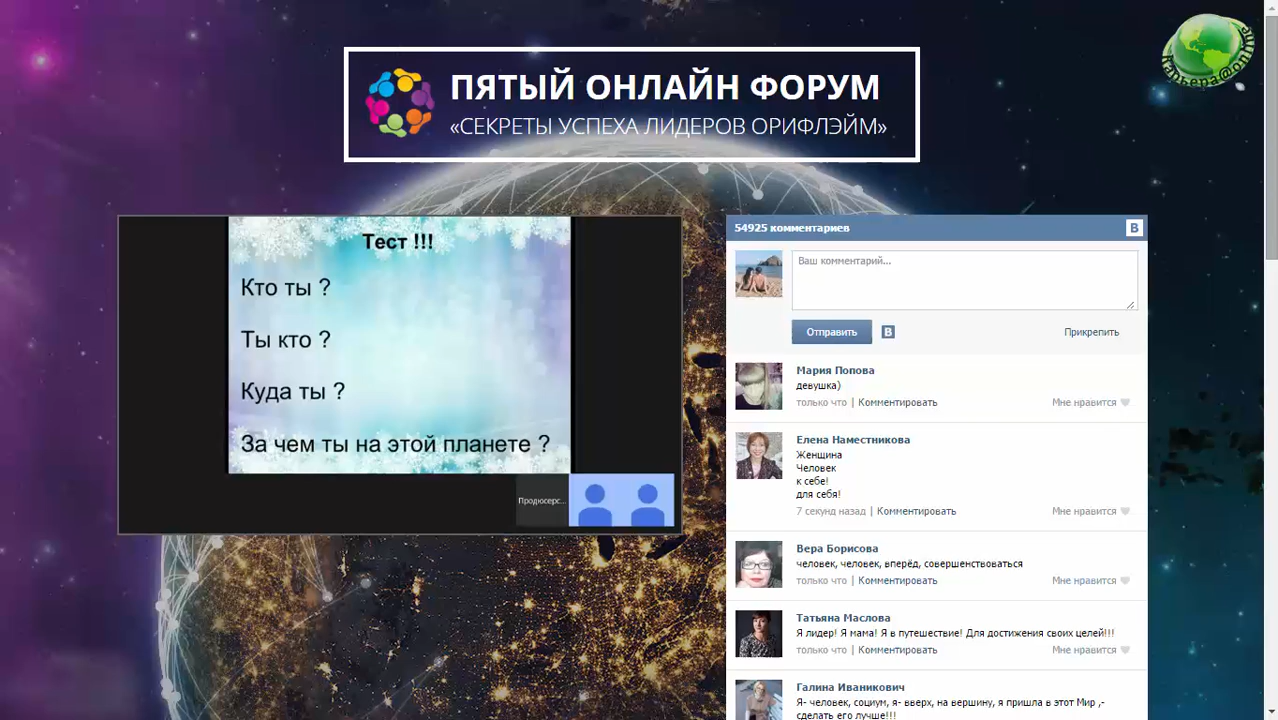 карьера@online
ПЯТЫЙ ОНЛАЙН ФОРУМ
«СЕКРЕТЫ УСПЕХА ЛИДЕРОВ ОРИФЛЭЙМ»
Тест !!!
Кто ты ?
Ты кто ?
Куда ты ?
За чем ты на этой планете ?
Продюсерс...
54925 комментариев
B
Ваш комментарий...
Отправить B Прикрепить
Мария Попова
девушка)
только что | Комментировать Мне нравится
Елена Наместникова
Женщина
Человек
к себе!
для себя!
7 секунд назад | Комментировать Мне нравится
Вера Борисова
человек, человек, вперёд, совершенствоваться
только что | Комментировать Мне нравится
Татьяна Маслова
Я лидер! Я мама! Я в путешествие! Для достижения своих целей!!!
только что | Комментировать Мне нравится
Галина Иваникович
Я- человек, социум, я- вверх, на вершину, я пришла в этот Мир ,-
сделать его лучше!!!